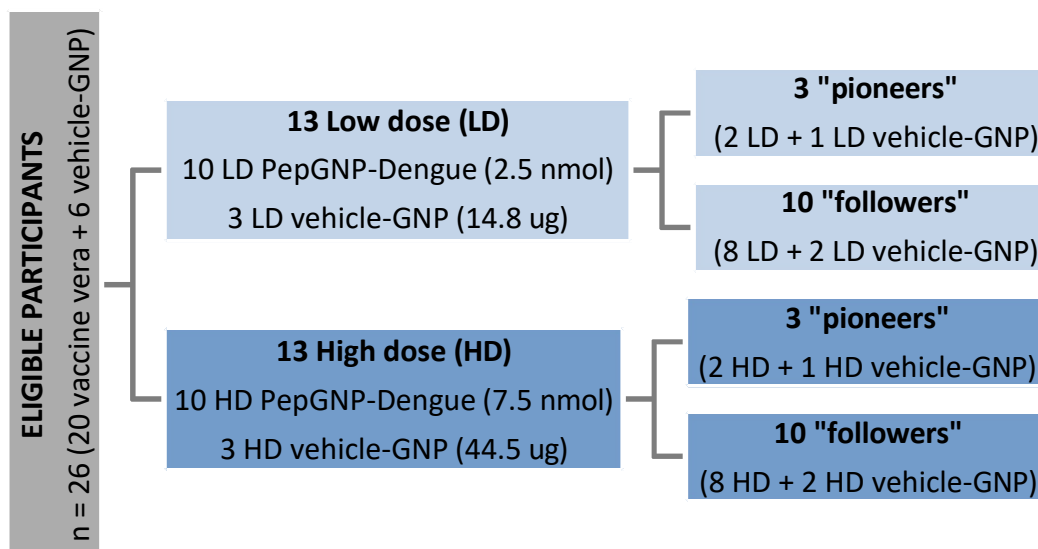 ELIGIBLE PARTICIPANTS
n = 26 (20 vaccine vera + 6 vehicle-GNP)
13 Low dose (LD)
10 LD PepGNP-Dengue (2.5 nmol)
3 LD vehicle-GNP (14.8 ug)
3 "pioneers"
(2 LD + 1 LD vehicle-GNP)
10 "followers"
(8 LD + 2 LD vehicle-GNP)
13 High dose (HD)
10 HD PepGNP-Dengue (7.5 nmol)
3 HD vehicle-GNP (44.5 ug)
3 "pioneers"
(2 HD + 1 HD vehicle-GNP)
10 "followers"
(8 HD + 2 HD vehicle-GNP)